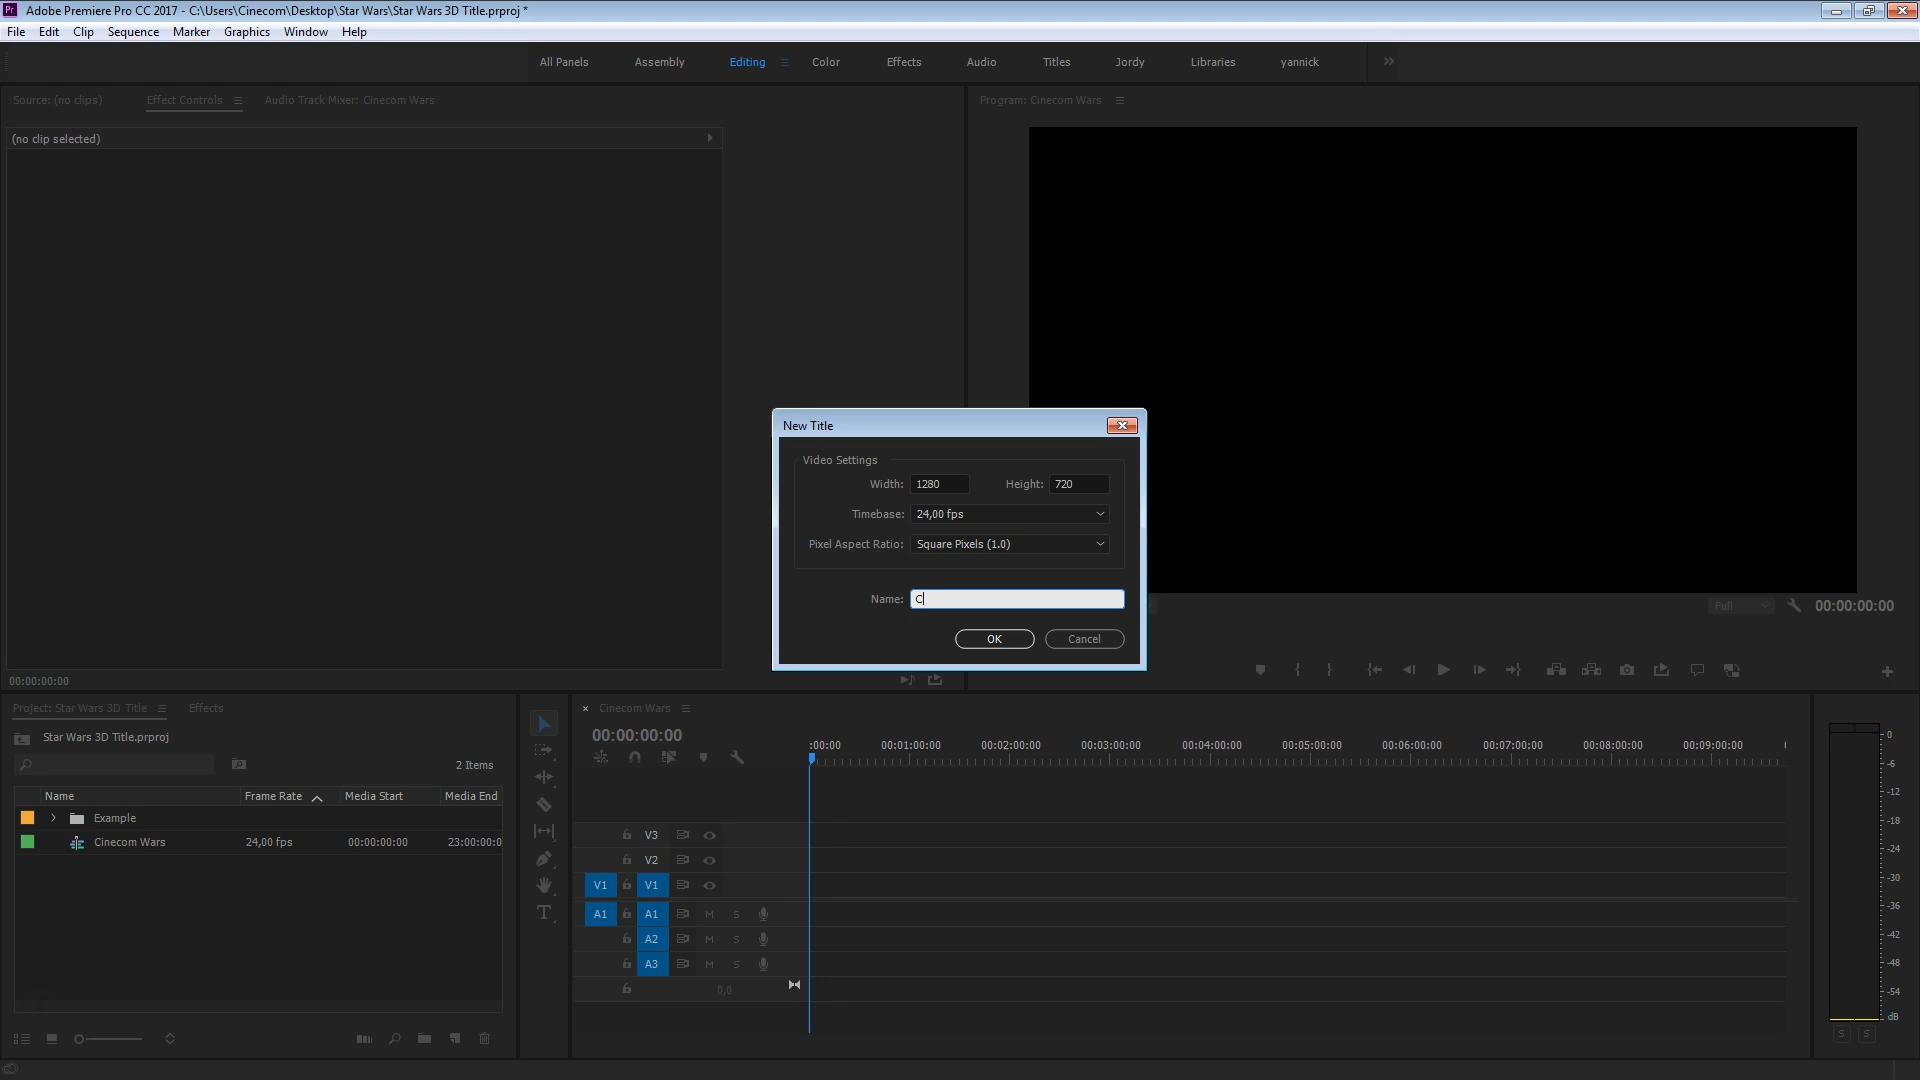 Pr Adobe Premiere Pro CC 2017 - C:\Users\Cinecom\Desktop\Star Wars\Star Wars 3D Title.prproj *
File Edit Clip Sequence Marker Graphics Window Help
All Panels Assembly Editing Color Effects Audio Titles Jordy Libraries yannick
Source: (no clips) Effect Controls Audio Track Mixer: Cinecom Wars
Program: Cinecom Wars
(no clip selected)
New Title
Video Settings
Width: 1280 Height: 720
Timebase: 24,00 fps
Pixel Aspect Ratio: Square Pixels (1.0)
Name: C
OK Cancel
Full 00:00:00:00
00:00:00:00
Project: Star Wars 3D Title Effects
Star Wars 3D Title.prproj
2 Items
Name Frame Rate Media Start Media End
Example
Cinecom Wars 24,00 fps 00:00:00:00 23:00:00:0
Cinecom Wars
00:00:00:00
:00:00 00:01:00:00 00:02:00:00 00:03:00:00 00:04:00:00 00:05:00:00 00:06:00:00 00:07:00:00 00:08:00:00 00:09:00:00
V3
V2
V1 V1
A1 A1 M S
A2 M S
A3 M S
0,0
T
0
-6
-12
-18
-24
-30
-36
-42
-48
-54
dB
S S